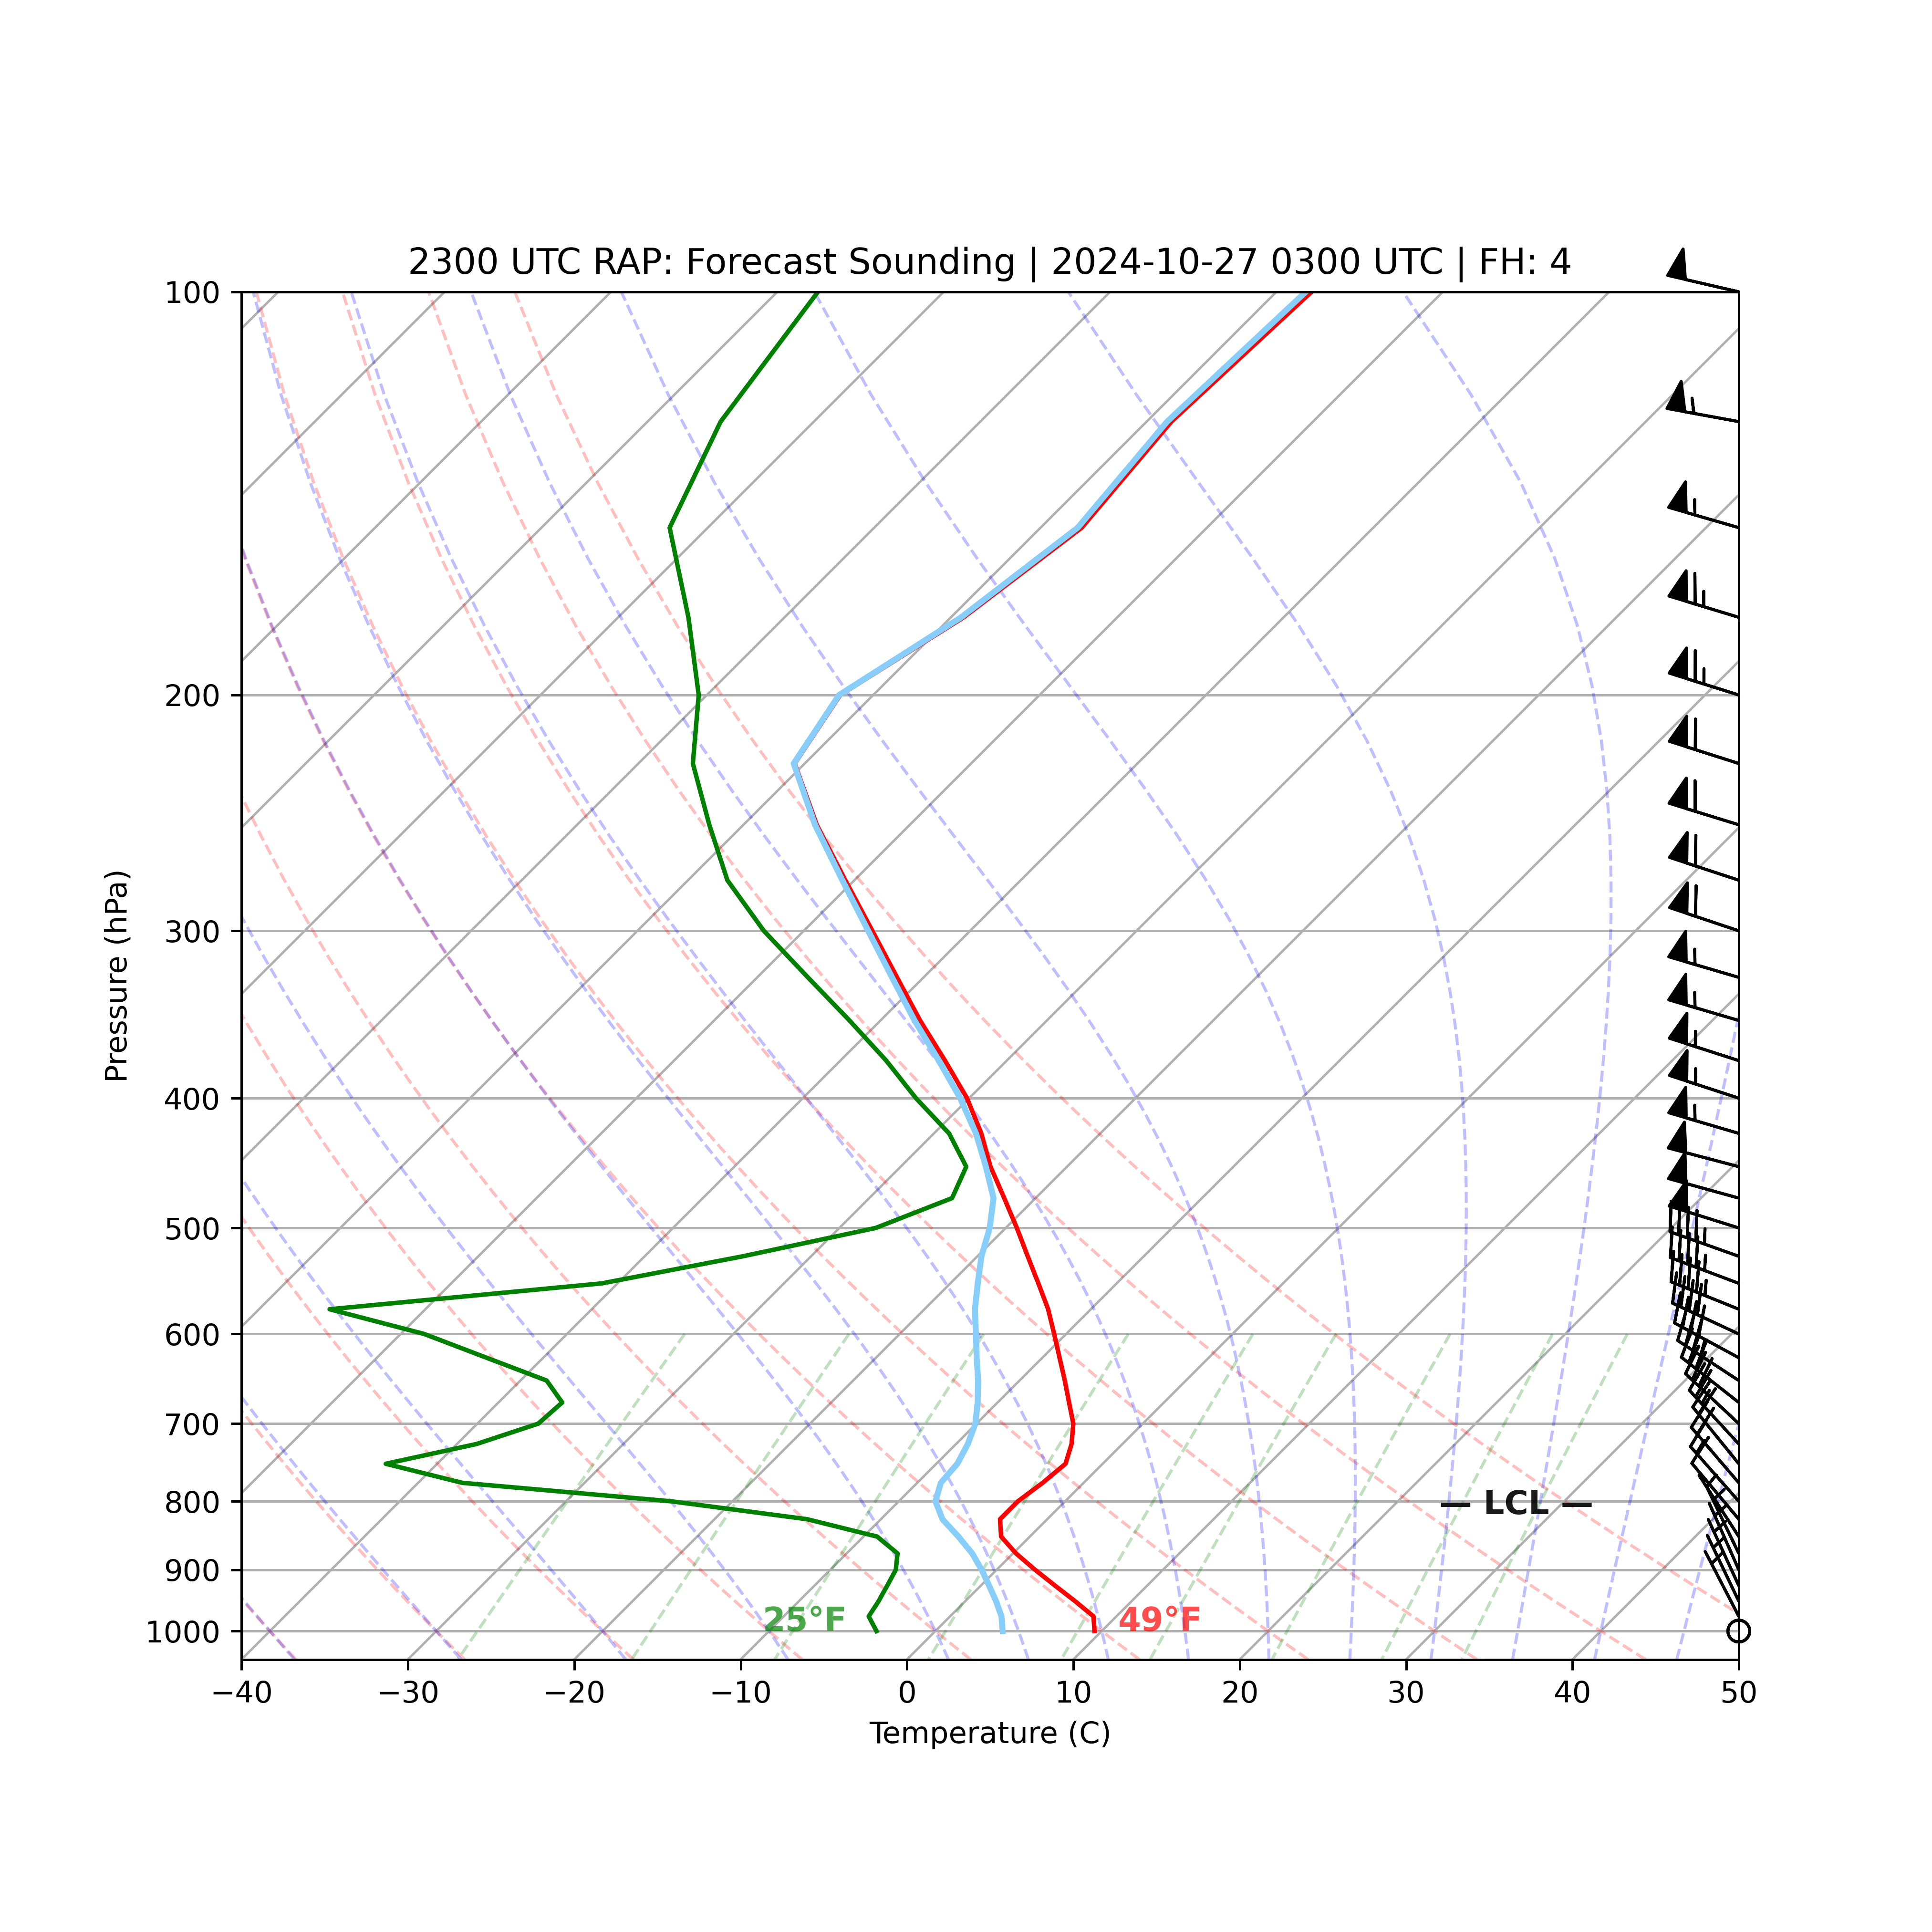 2300 UTC RAP: Forecast Sounding | 2024-10-27 0300 UTC | FH: 4
100
200
300
400
500
600
700
800
900
1000
Pressure (hPa)
— LCL —
25°F
49°F
−40 −30 −20 −10 0 10 20 30 40 50
Temperature (C)